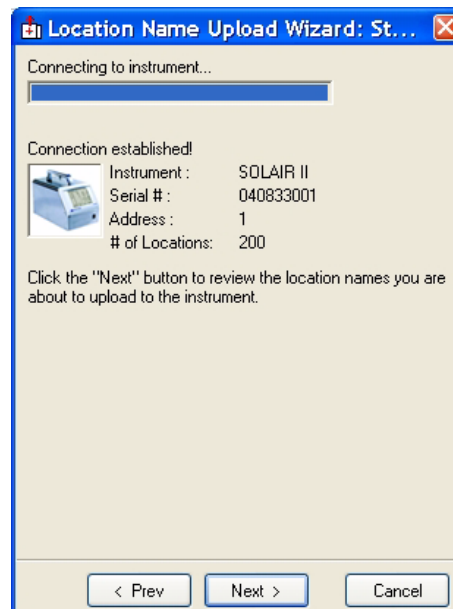 Location Name Upload Wizard: St...
Connecting to instrument...
Connection established!
Instrument : SOLAIR II
Serial # : 040833001
Address : 1
# of Locations: 200
Click the "Next" button to review the location names you are
about to upload to the instrument.
< Prev
Next >
Cancel